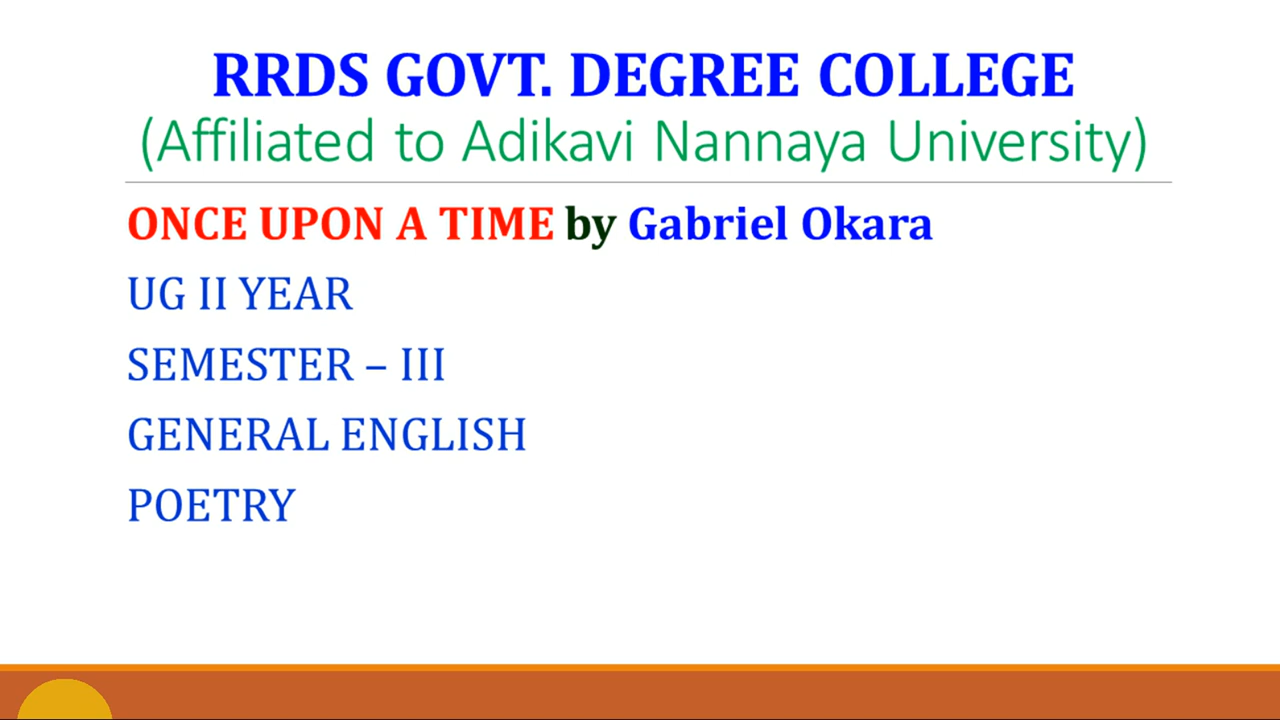 RRDS GOVT. DEGREE COLLEGE
(Affiliated to Adikavi Nannaya University)
ONCE UPON A TIME by Gabriel Okara
UG II YEAR
SEMESTER – III
GENERAL ENGLISH
POETRY